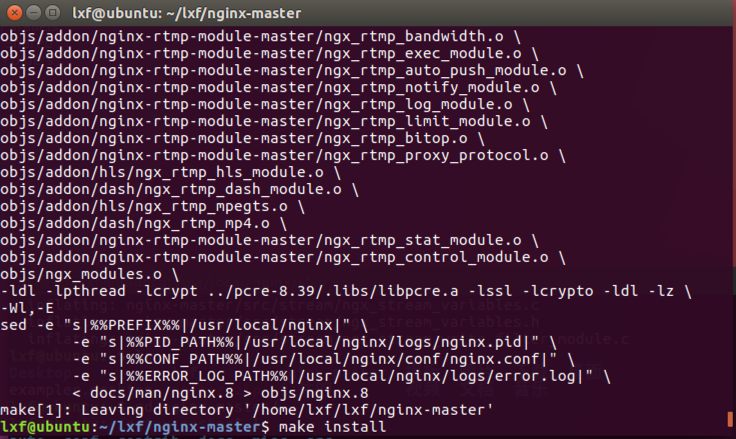 lxf@ubuntu: ~/lxf/nginx-master
objs/addon/nginx-rtmp-module-master/ngx_rtmp_bandwidth.o \
objs/addon/nginx-rtmp-module-master/ngx_rtmp_exec_module.o \
objs/addon/nginx-rtmp-module-master/ngx_rtmp_auto_push_module.o \
objs/addon/nginx-rtmp-module-master/ngx_rtmp_notify_module.o \
objs/addon/nginx-rtmp-module-master/ngx_rtmp_log_module.o \
objs/addon/nginx-rtmp-module-master/ngx_rtmp_limit_module.o \
objs/addon/nginx-rtmp-module-master/ngx_rtmp_bitop.o \
objs/addon/nginx-rtmp-module-master/ngx_rtmp_proxy_protocol.o \
objs/addon/hls/ngx_rtmp_hls_module.o \
objs/addon/dash/ngx_rtmp_dash_module.o \
objs/addon/hls/ngx_rtmp_mpegts.o \
objs/addon/dash/ngx_rtmp_mp4.o \
objs/addon/nginx-rtmp-module-master/ngx_rtmp_stat_module.o \
objs/addon/nginx-rtmp-module-master/ngx_rtmp_control_module.o \
objs/ngx_modules.o \
-ldl -lpthread -lcrypt ../pcre-8.39/.libs/libpcre.a -lssl -lcrypto -ldl -lz \
-Wl,-E
sed -e "s|%%PREFIX%%|/usr/local/nginx|" \
-e "s|%%PID_PATH%%|/usr/local/nginx/logs/nginx.pid|" \
-e "s|%%CONF_PATH%%|/usr/local/nginx/conf/nginx.conf|" \
-e "s|%%ERROR_LOG_PATH%%|/usr/local/nginx/logs/error.log|" \
< docs/man/nginx.8 > objs/nginx.8
make[1]: Leaving directory '/home/lxf/lxf/nginx-master'
lxf@ubuntu:~/lxf/nginx-master$ make install